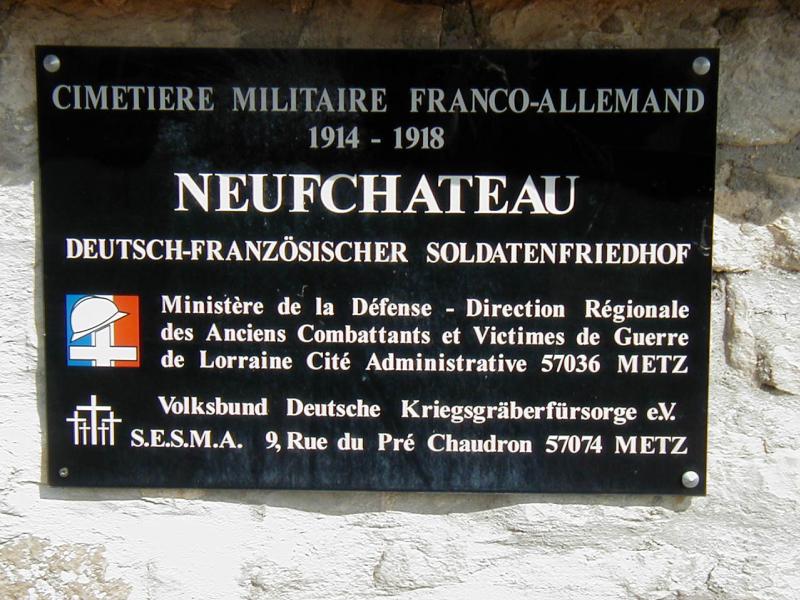 CIMETIERE MILITAIRE FRANCO-ALLEMAND
1914 - 1918
NEUFCHATEAU
DEUTSCH-FRANZÖSISCHER SOLDATENFRIEDHOF
Ministère de la Défense - Direction Régionale
des Anciens Combattants et Victimes de Guerre
de Lorraine Cité Administrative 57036 METZ
Volksbund Deutsche Kriegsgräberfürsorge e.V.
S.E.S.M.A. 9, Rue du Pré Chaudron 57074 METZ